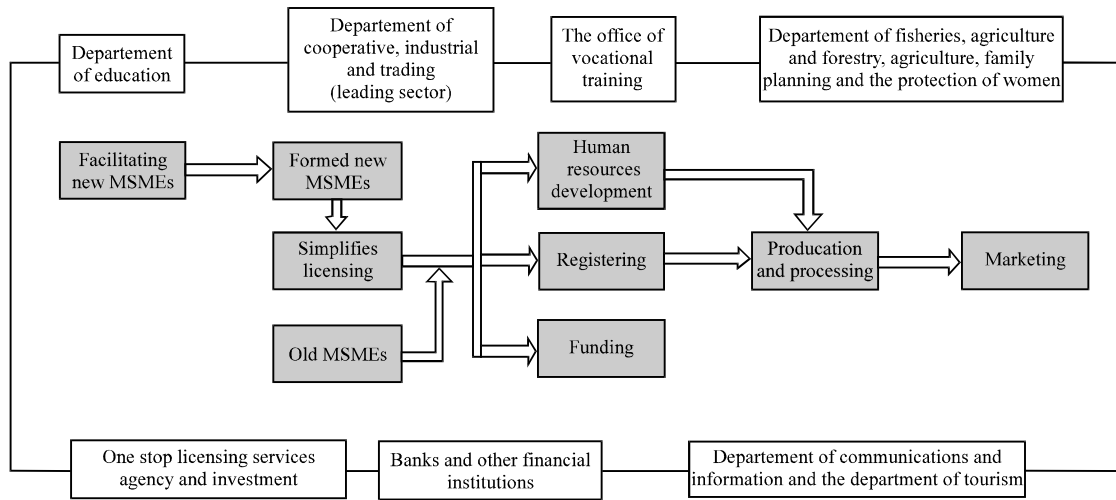 Departement
of education
Departement of
cooperative, industrial
and trading
(leading sector)
The office of
vocational
training
Departement of fisheries, agriculture
and forestry, agriculture, family
planning and the protection of women
Facilitating
new MSMEs
Formed new
MSMEs
Human
resources
development
Simplifies
licensing
Registering
Producation
and processing
Marketing
Old MSMEs
Funding
One stop licensing services
agency and investment
Banks and other financial
institutions
Departement of communications and
information and the department of tourism